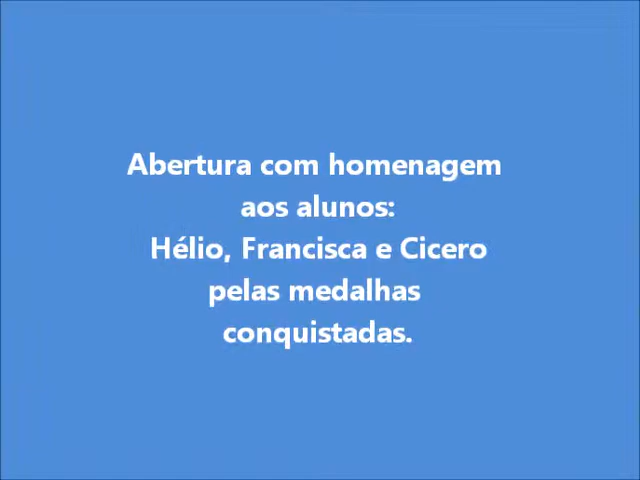 Abertura com homenagem
aos alunos:
Hélio, Francisca e Cicero
pelas medalhas
conquistadas.